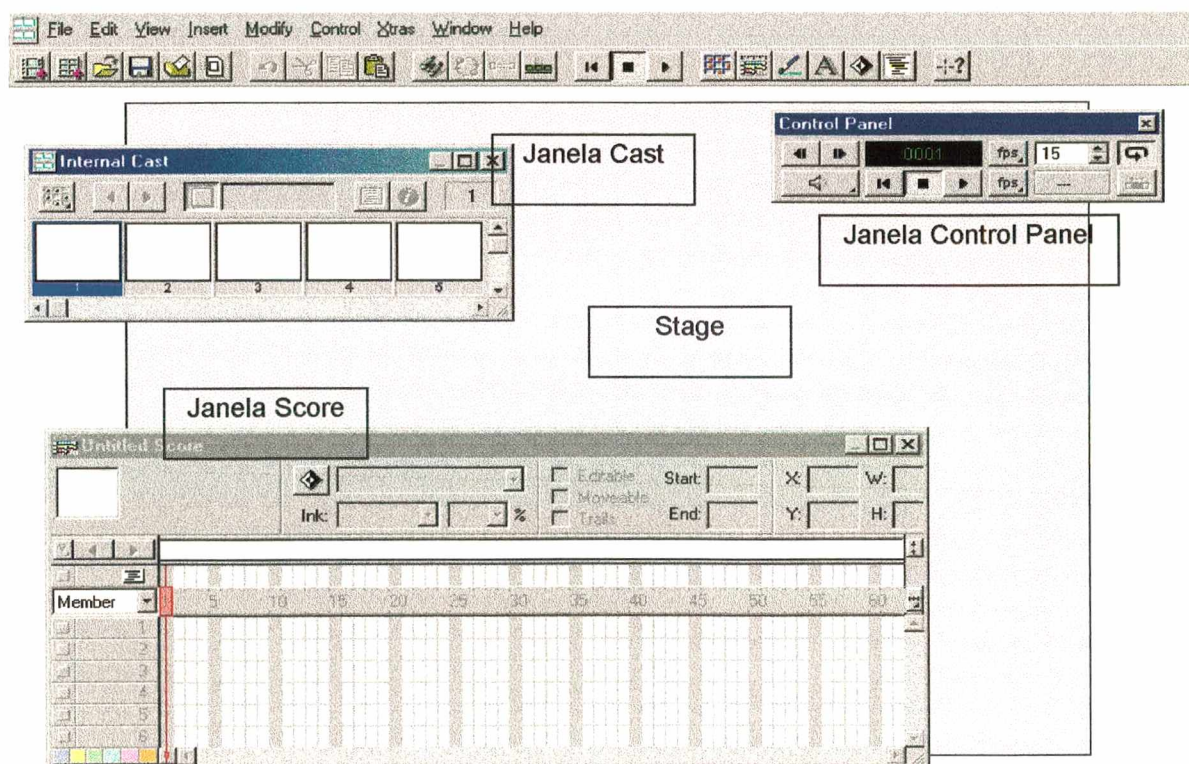 File Edit View Insert Modify Control Xtras Window Help
Control Panel
0001 fps 15
fps ---
Janela Control Panel
Internal Cast
Janela Cast
1
1 2 3 4 5
Stage
Janela Score
Untitled Score
Editable Start: X: W:
Moveable
Ink: % Trails End: Y: H:
Member 5 10 15 20 25 30 35 40 45 50 55 60
1
2
3
4
5
6